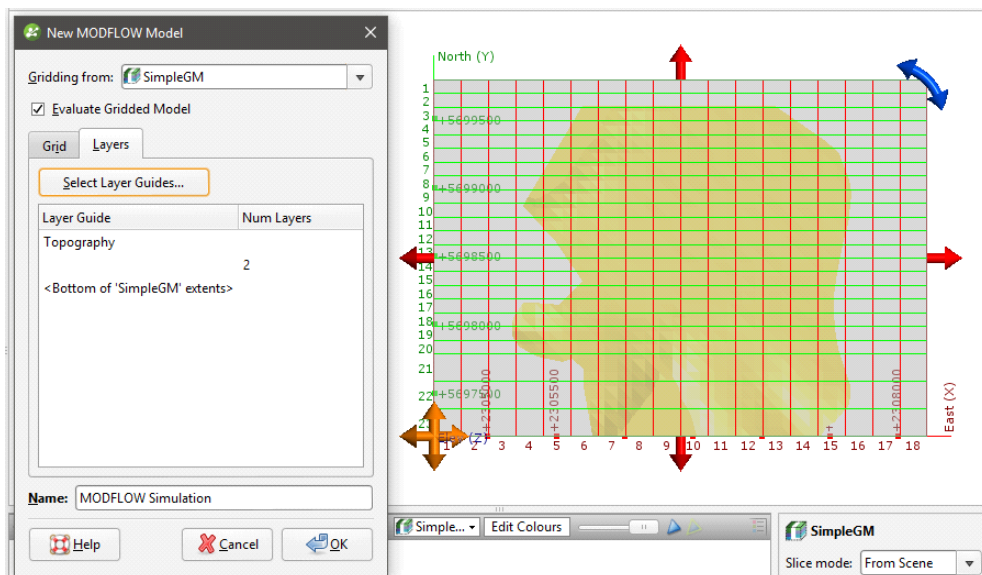 New MODFLOW Model
Gridding from: SimpleGM
Evaluate Gridded Model
Grid Layers
Select Layer Guides...
Layer Guide Num Layers
Topography
2
<Bottom of 'SimpleGM' extents>
Name: MODFLOW Simulation
Help Cancel OK
North (Y)
1
2
3
+5699500
4
5
6
7
8
+5699000
9
10
11
12
13
+5698500
14
15
16
17
18
+5698000
19
20
21
22
+5697500
+2305000
+2305500
+2308000
East (X)
1 2 3 4 5 6 7 8 9 10 11 12 13 14 15 16 17 18
Simple... Edit Colours
SimpleGM
Slice mode: From Scene